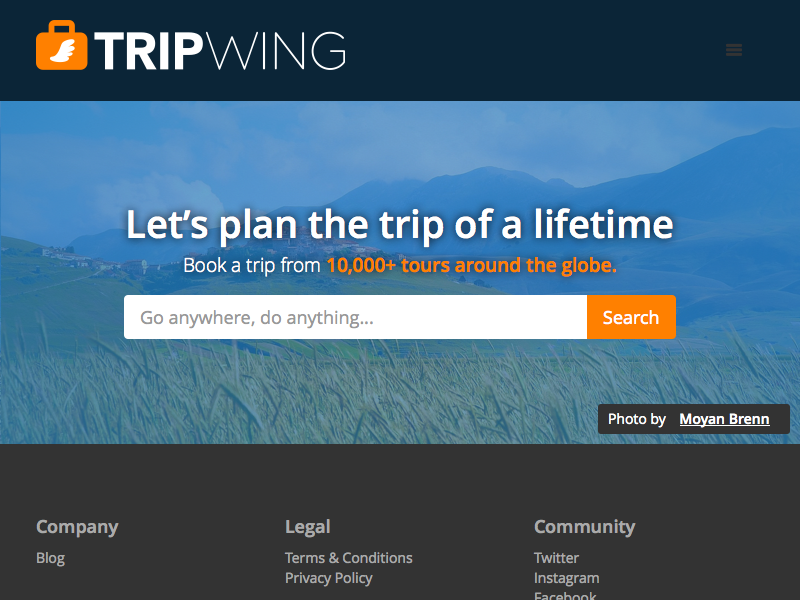 TRIPWING
Let's plan the trip of a lifetime
Book a trip from 10,000+ tours around the globe.
Go anywhere, do anything...
Search
Photo by Moyan Brenn
Company
Legal
Community
Blog
Terms & Conditions
Twitter
Privacy Policy
Instagram
Facebook